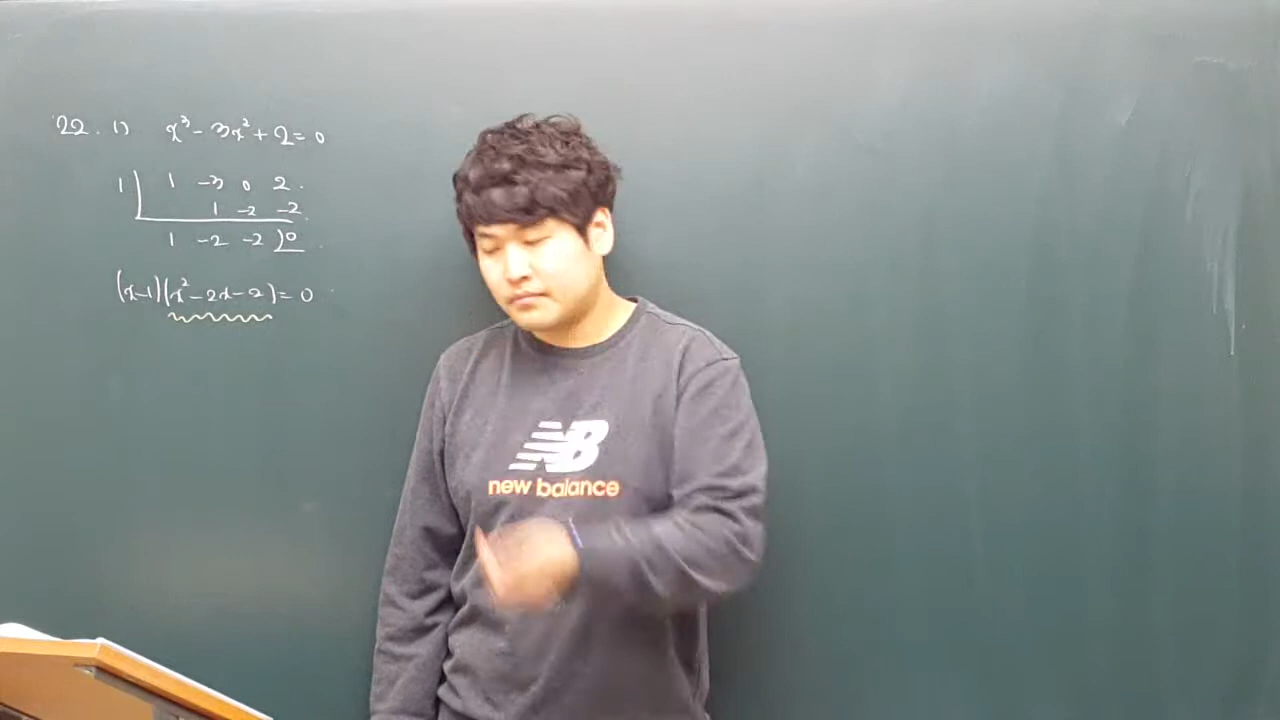 22. 1) x³-3x²+2=0
1 | 1 -3 0 2
1 -2 -2
1 -2 -2 0
(x-1)(x²-2x-2)=0
NB
new balance